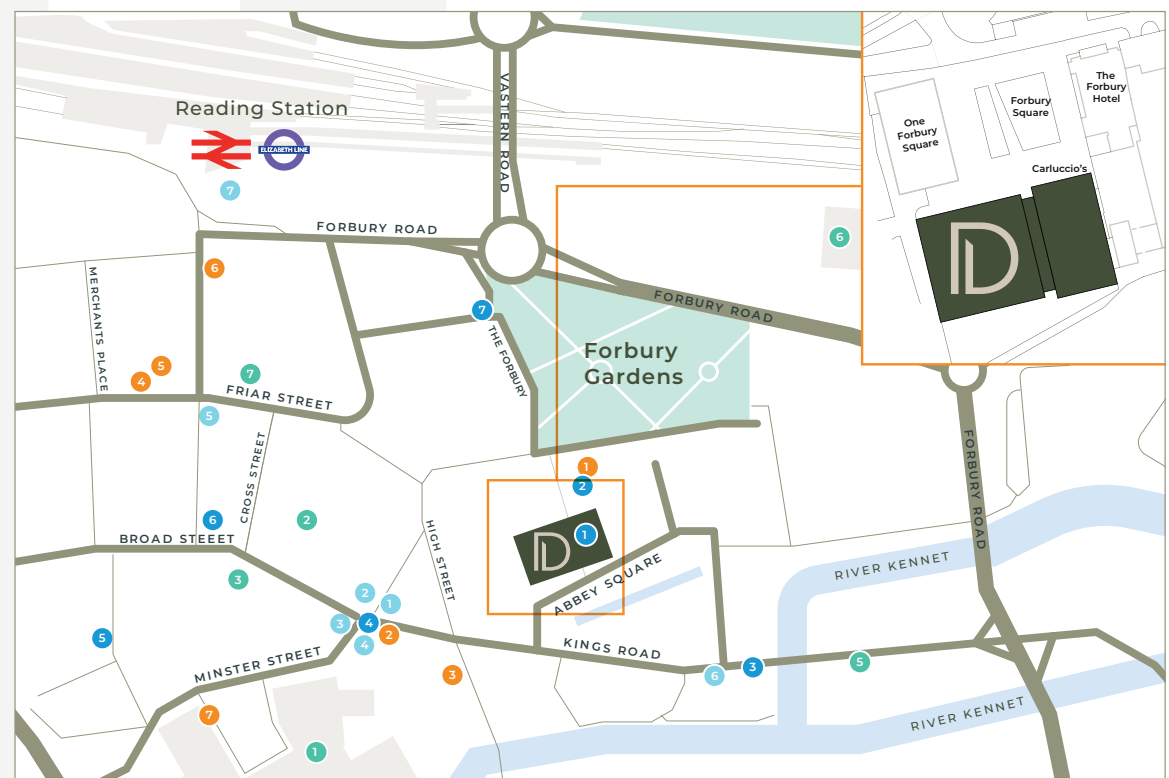 Reading Station
ELIZABETH LINE
7
VASTERN ROAD
FORBURY ROAD
6
MERCHANTS PLACE
5
4
7
FRIAR STREET
5
CROSS STREET
7
THE FORBURY
Forbury
Gardens
FORBURY ROAD
6
One
Forbury
Square
Forbury
Square
The
Forbury
Hotel
Carluccio's
D
1
2
D
1
ABBEY SQUARE
HIGH STREET
6
2
BROAD STEEET
3
5
2
1
3
4
2
4
MINSTER STREET
3
7
1
KINGS ROAD
6
3
5
FORBURY ROAD
RIVER KENNET
RIVER KENNET